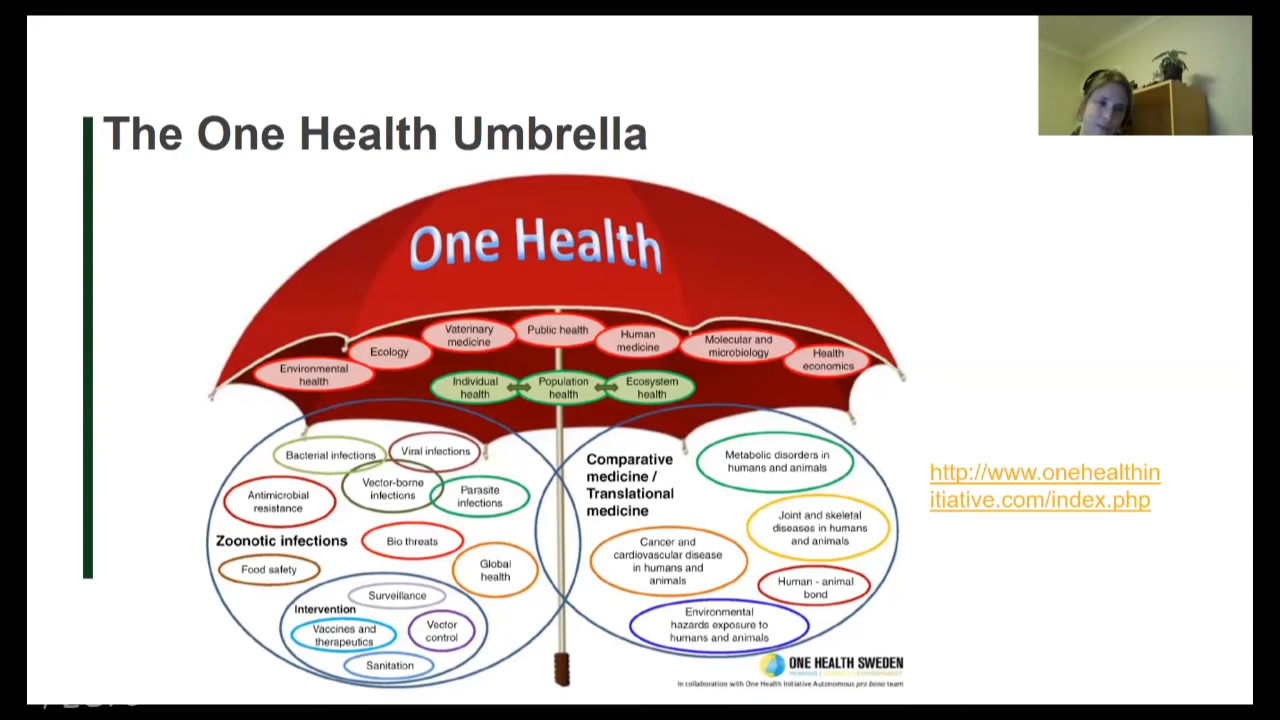 The One Health Umbrella
One Health
Environmental
health
Ecology
Vaterinary
medicine
Public health
Human
medicine
Molecular and
microbiology
Health
economics
Individual
health
Population
health
Ecosystem
health
Bacterial infections
Viral infections
Vector-borne
infections
Parasite
infections
Antimicrobial
resistance
Zoonotic infections
Bio threats
Food safety
Global
health
Surveillance
Intervention
Vaccines and
therapeutics
Vector
control
Sanitation
Comparative
medicine /
Translational
medicine
Metabolic disorders in
humans and animals
Joint and skeletal
diseases in humans
and animals
Cancer and
cardiovascular disease
in humans and
animals
Human - animal
bond
Environmental
hazards exposure to
humans and animals
http://www.onehealthin
itiative.com/index.php
ONE HEALTH SWEDEN
In collaboration with One Health Initiative Autonomous pro bono team